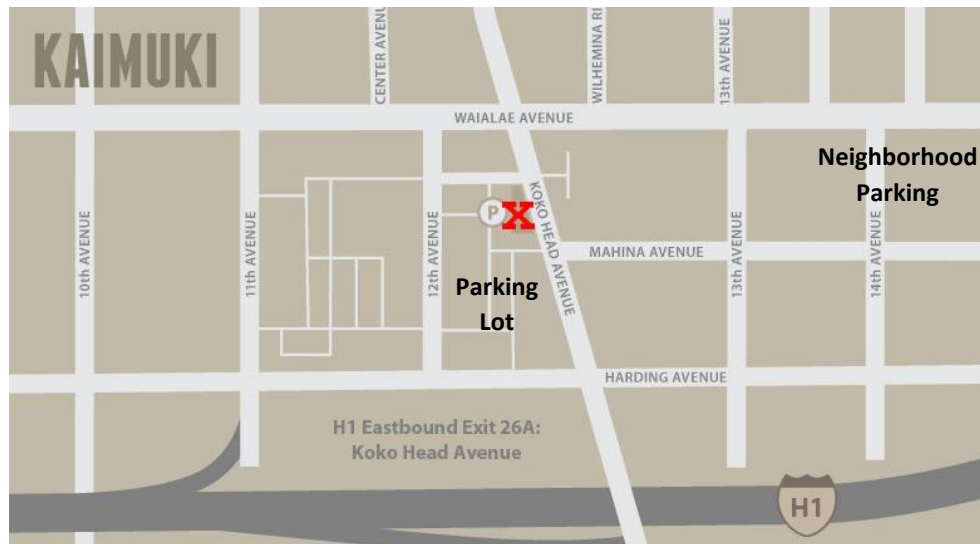 KAIMUKI
CENTER AVENU
WILHEMINA RI
13th AVENUE
WAIALAE AVENUE
Neighborhood
Parking
P
X
KOKO HEAD AVENUE
10th AVENUE
11th AVENUE
12th AVENUE
MAHINA AVENUE
13th AVENUE
14th AVENUE
Parking
Lot
HARDING AVENUE
H1 Eastbound Exit 26A:
Koko Head Avenue
H1